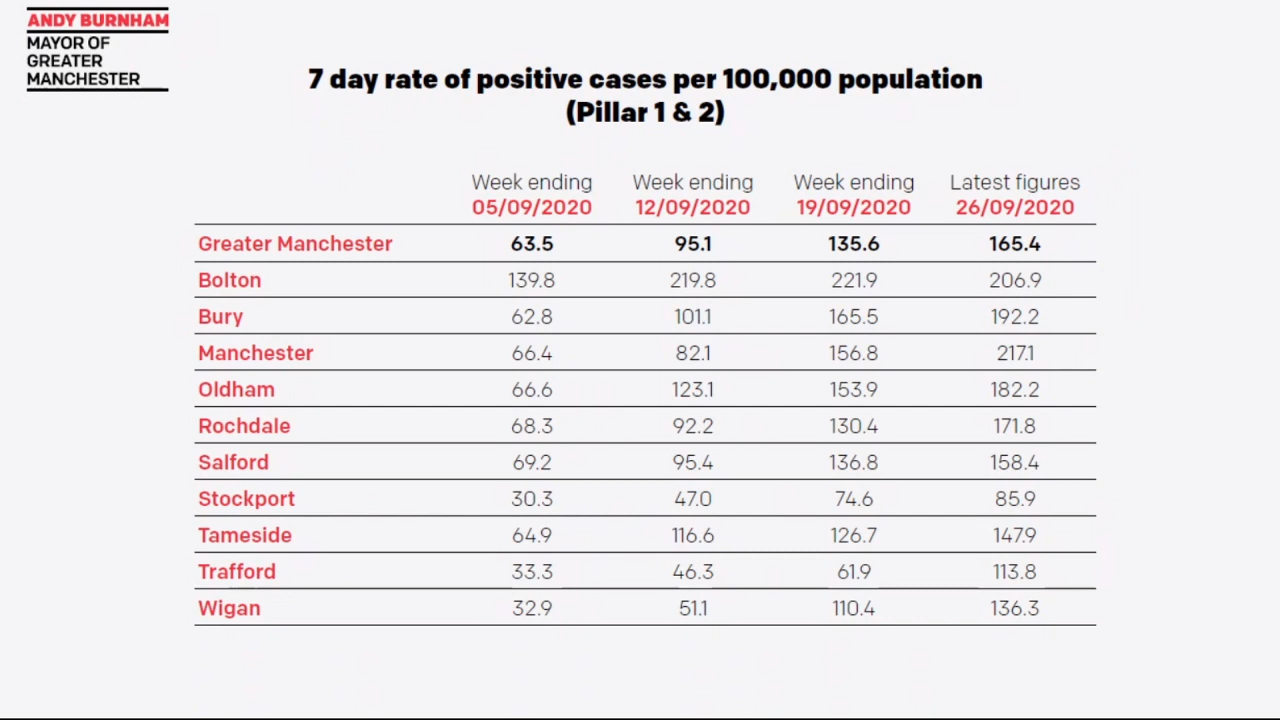 ANDY BURNHAM
MAYOR OF
GREATER
MANCHESTER
7 day rate of positive cases per 100,000 population
(Pillar 1 & 2)
Week ending Week ending Week ending Latest figures
05/09/2020 12/09/2020 19/09/2020 26/09/2020
Greater Manchester 63.5 95.1 135.6 165.4
Bolton 139.8 219.8 221.9 206.9
Bury 62.8 101.1 165.5 192.2
Manchester 66.4 82.1 156.8 217.1
Oldham 66.6 123.1 153.9 182.2
Rochdale 68.3 92.2 130.4 171.8
Salford 69.2 95.4 136.8 158.4
Stockport 30.3 47.0 74.6 85.9
Tameside 64.9 116.6 126.7 147.9
Trafford 33.3 46.3 61.9 113.8
Wigan 32.9 51.1 110.4 136.3